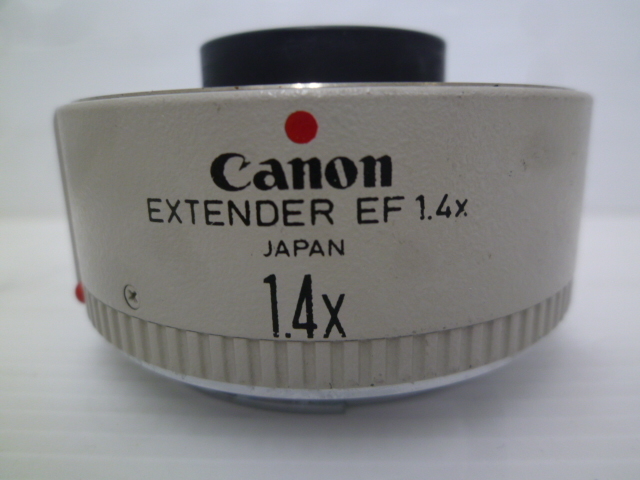 Canon
EXTENDER EF 1.4x
JAPAN
1.4x